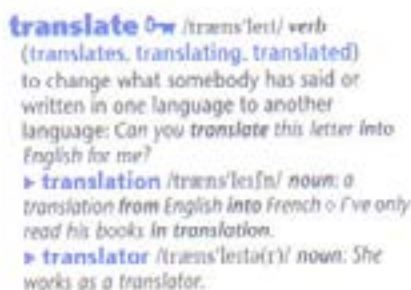 translate /træns'leɪt/ verb
(translates, translating, translated)
to change what somebody has said or
written in one language to another
language: Can you translate this letter into
English for me?
▸ translation /træns'leɪʃn/ noun: a
translation from English into French ○ I've only
read his books in translation.
▸ translator /træns'leɪtə(r)/ noun: She
works as a translator.